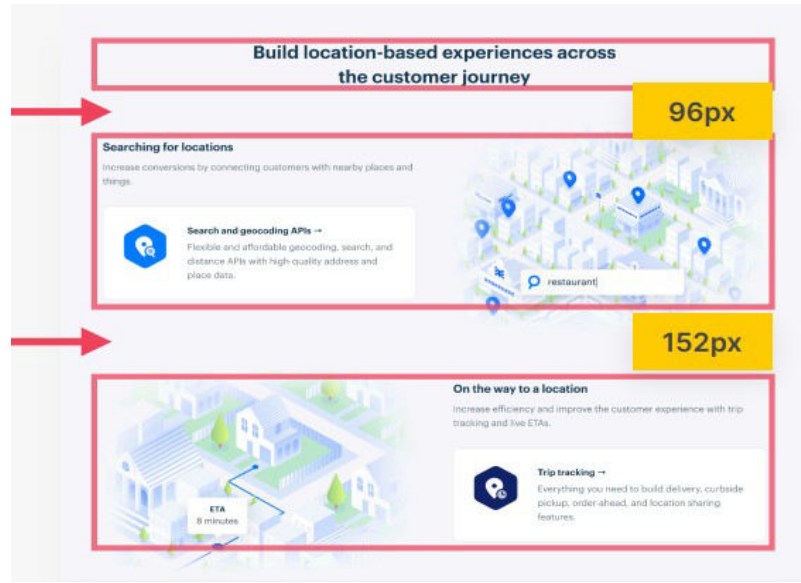 Build location-based experiences across
the customer journey
96px
Searching for locations
Increase conversions by connecting customers with nearby places and
things.
Search and geocoding APIs →
Flexible and affordable geocoding, search, and
distance APIs with high-quality address and
place data.
restaurant
152px
On the way to a location
Increase efficiency and improve the customer experience with trip
tracking and live ETAs.
ETA
8 minutes
Trip tracking →
Everything you need to build delivery, curbside
pickup, order-ahead, and location sharing
features.